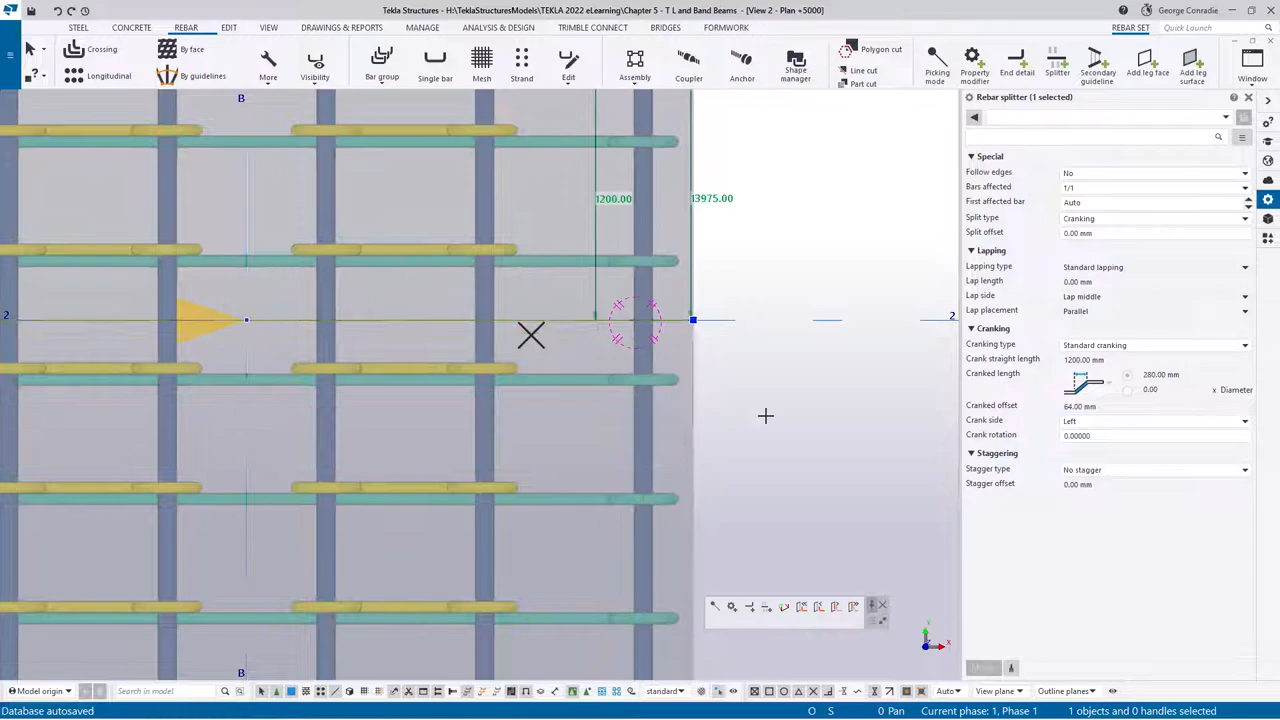 Tekla Structures - H:\TeklaStructuresModels\TEKLA 2022 eLearning\Chapter 5 - T L and Band Beams - [View 2 - Plan +5000]
George Conradie
STEEL CONCRETE REBAR EDIT VIEW DRAWINGS & REPORTS MANAGE ANALYSIS & DESIGN TRIMBLE CONNECT BRIDGES FORMWORK
REBAR SET Quick Launch
Crossing
Longitudinal
By face
By guidelines
More
Visibility
Bar group
Single bar
Mesh
Strand
Edit
Assembly
Coupler
Anchor
Shape manager
Polygon cut
Line cut
Part cut
Picking mode
Property modifier
End detail
Splitter
Secondary guideline
Add leg face
Add leg surface
Window
Rebar splitter (1 selected)
Special
Follow edges No
Bars affected 1/1
First affected bar Auto
Split type Cranking
Split offset 0.00 mm
Lapping
Lapping type Standard lapping
Lap length 0.00 mm
Lap side Lap middle
Lap placement Parallel
Cranking
Cranking type Standard cranking
Crank straight length 1200.00 mm
Cranked length 280.00 mm
0.00 x Diameter
Cranked offset 64.00 mm
Crank side Left
Crank rotation 0.00000
Staggering
Stagger type No stagger
Stagger offset 0.00 mm
B
1200.00
13975.00
2
2
B
Y
X
Model origin Search in model standard Auto View plane Outline planes
Database autosaved O S 0 Pan Current phase: 1, Phase 1 1 objects and 0 handles selected